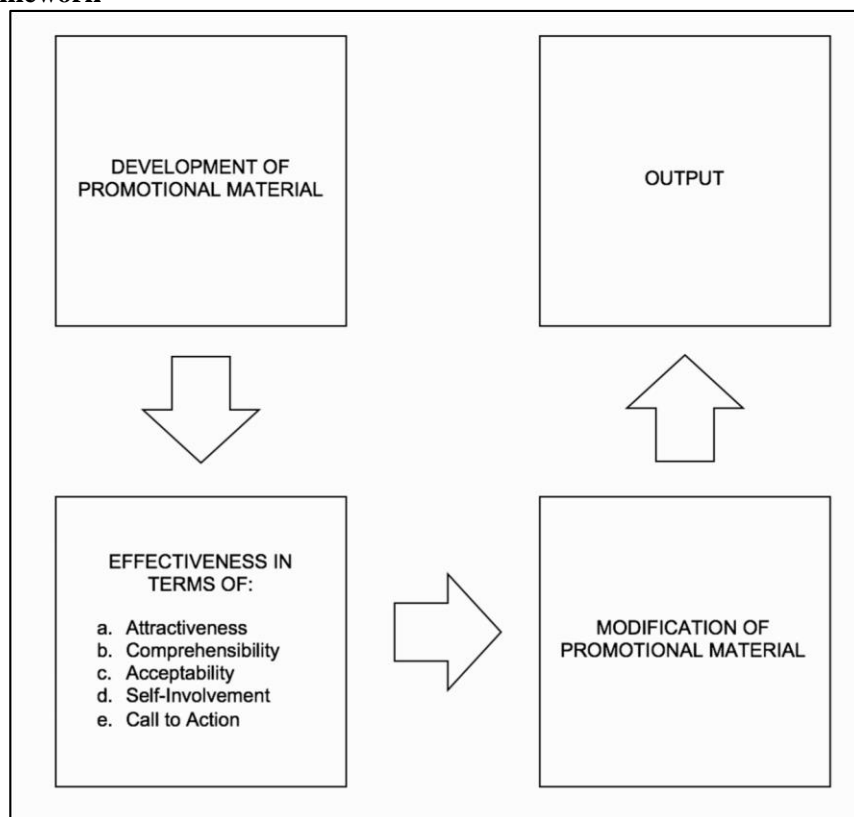 DEVELOPMENT OF
PROMOTIONAL MATERIAL
EFFECTIVENESS IN
TERMS OF:
a. Attractiveness
b. Comprehensibility
c. Acceptability
d. Self-Involvement
e. Call to Action
MODIFICATION OF
PROMOTIONAL MATERIAL
OUTPUT